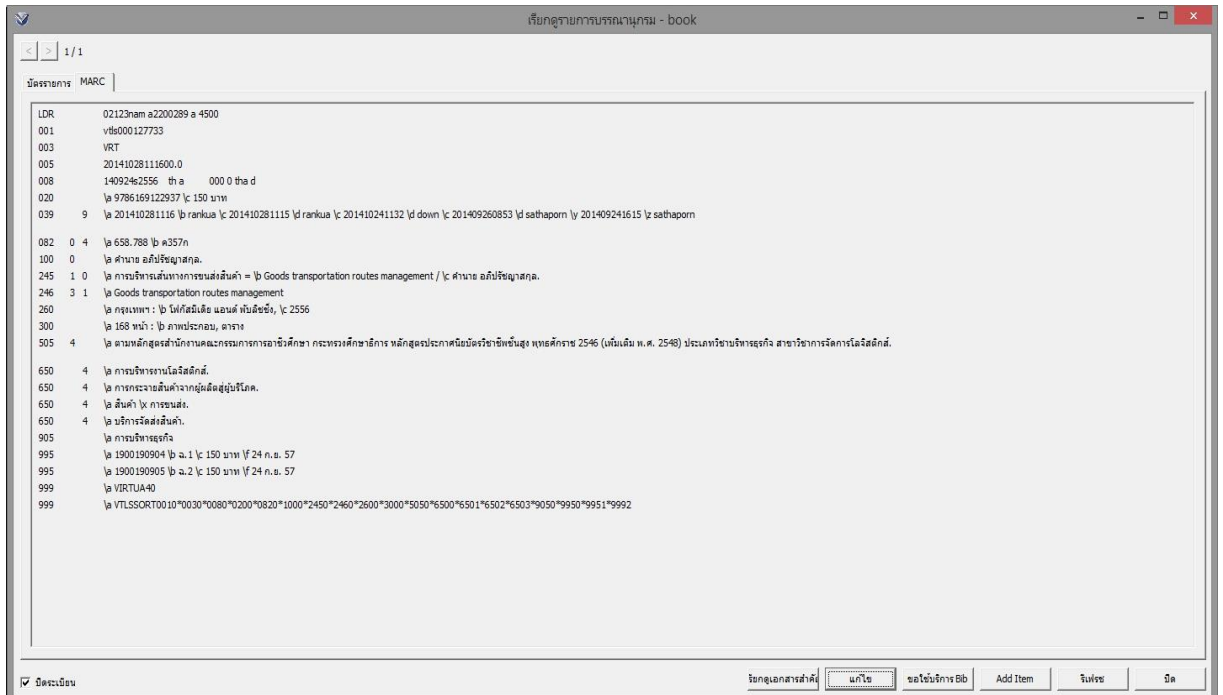 เรียกดูรายการบรรณานุกรม - book
< > 1 / 1
บัตรรายการ MARC
LDR 02123nam a2200289 a 4500
001 vtls000127733
003 VRT
005 20141028111600.0
008 140924s2556 th a 000 0 tha d
020 \a 9786169122937 \c 150 บาท
039 9 \a 201410281116 \b rankua \c 201410281115 \d rankua \c 201410241132 \d down \c 201409260853 \d sathaporn \y 201409241615 \z sathaporn
082 0 4 \a 658.788 \b ค357ก
100 0 \a คำนาย อภิปรัชญาสกุล.
245 1 0 \a การบริหารเส้นทางการขนส่งสินค้า = \b Goods transportation routes management / \c คำนาย อภิปรัชญาสกุล.
246 3 1 \a Goods transportation routes management
260 \a กรุงเทพฯ : \b โฟกัสมีเดีย แอนด์ พับลิชชิ่ง, \c 2556
300 \a 168 หน้า : \b ภาพประกอบ, ตาราง
505 4 \a ตามหลักสูตรสำนักงานคณะกรรมการการอาชีวศึกษา กระทรวงศึกษาธิการ หลักสูตรประกาศนียบัตรวิชาชีพชั้นสูง พุทธศักราช 2546 (เพิ่มเติม พ.ศ. 2548) ประเภทวิชาบริหารธุรกิจ สาขาวิชาการจัดการโลจิสติกส์.
650 4 \a การบริหารงานโลจิสติกส์.
650 4 \a การกระจายสินค้าจากผู้ผลิตสู่ผู้บริโภค.
650 4 \a สินค้า \x การขนส่ง.
650 4 \a บริการจัดส่งสินค้า.
905 \a การบริหารธุรกิจ
995 \a 1900190904 \b ฉ.1 \c 150 บาท \f 24 ก.ย. 57
995 \a 1900190905 \b ฉ.2 \c 150 บาท \f 24 ก.ย. 57
999 \a VIRTUA40
999 \a VTLSSORT0010*0030*0080*0200*0820*1000*2450*2460*2600*3000*5050*6500*6501*6502*6503*9050*9950*9951*9992
ปิดระเบียน รียกดูเอกสารสำคั แก้ไข ขอใช้บริการ Bib Add Item รีเฟรช ปิด